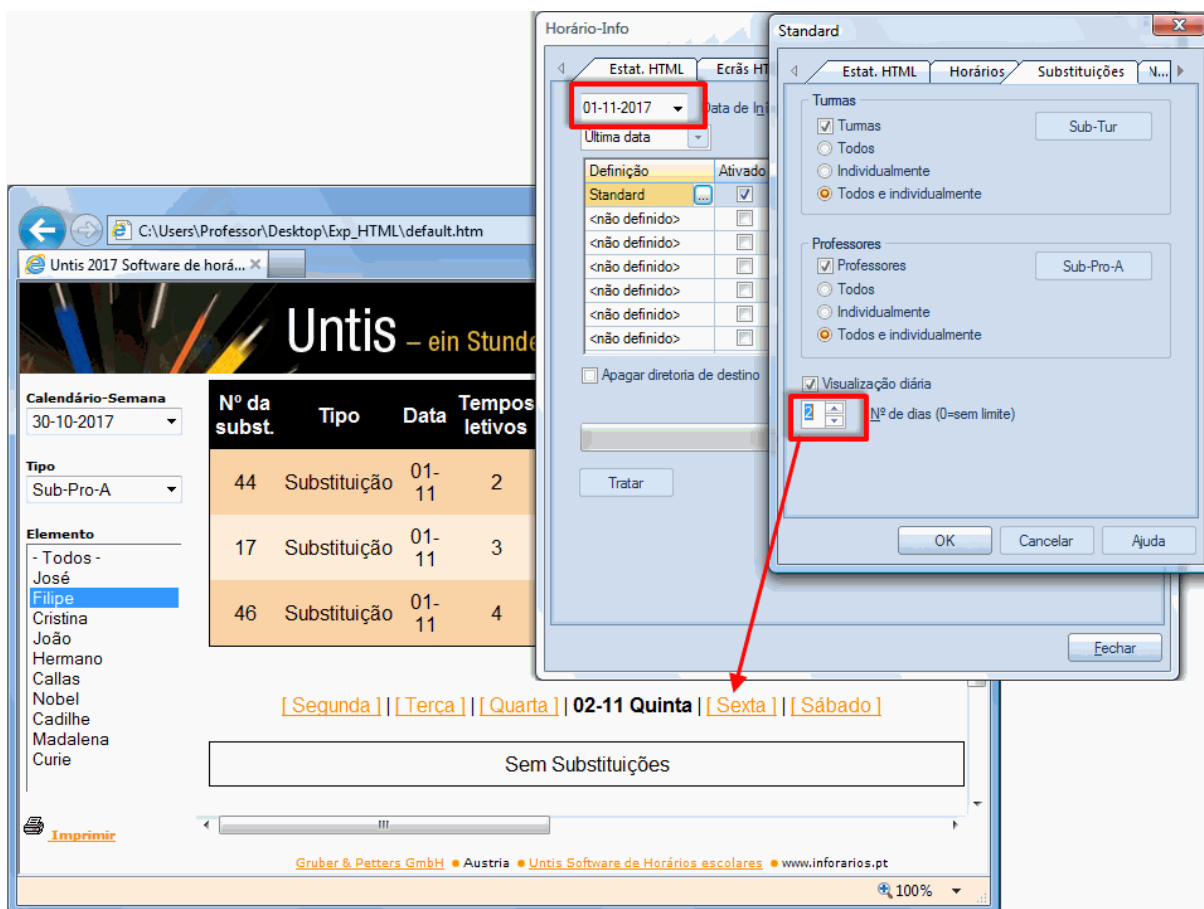 Horário-Info
Estat. HTML
Ecrãs HT
01-11-2017
Data de Iní
Ultima data
Definição
Ativado
Standard
...
<não definido>
<não definido>
<não definido>
<não definido>
<não definido>
<não definido>
Apagar diretoria de destino
Tratar
Fechar
Standard
Estat. HTML
Horários
Substituições
N...
Turmas
Turmas
Sub-Tur
Todos
Individualmente
Todos e individualmente
Professores
Professores
Sub-Pro-A
Todos
Individualmente
Todos e individualmente
Visualização diária
2
Nº de dias (0=sem limite)
OK
Cancelar
Ajuda
C:\Users\Professor\Desktop\Exp_HTML\default.htm
Untis 2017 Software de horá...
Untis – ein Stunde
Calendário-Semana
30-10-2017
Tipo
Sub-Pro-A
Elemento
- Todos -
José
Filipe
Cristina
João
Hermano
Callas
Nobel
Cadilhe
Madalena
Curie
Imprimir
Nº da subst.
Tipo
Data
Tempos letivos
44 Substituição 01-11 2
17 Substituição 01-11 3
46 Substituição 01-11 4
[ Segunda ] | [ Terça ] | [ Quarta ] | 02-11 Quinta | [ Sexta ] | [ Sábado ]
Sem Substituições
Gruber & Petters GmbH • Austria • Untis Software de Horários escolares • www.inforarios.pt
100%